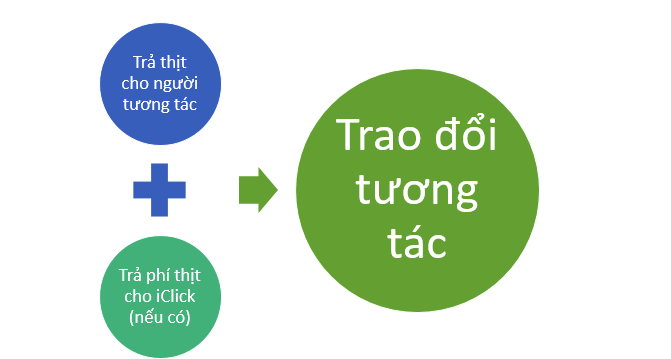 Trả thịt
cho người
tương tác
Trả phí thịt
cho iClick
(nếu có)
Trao đổi
tương
tác